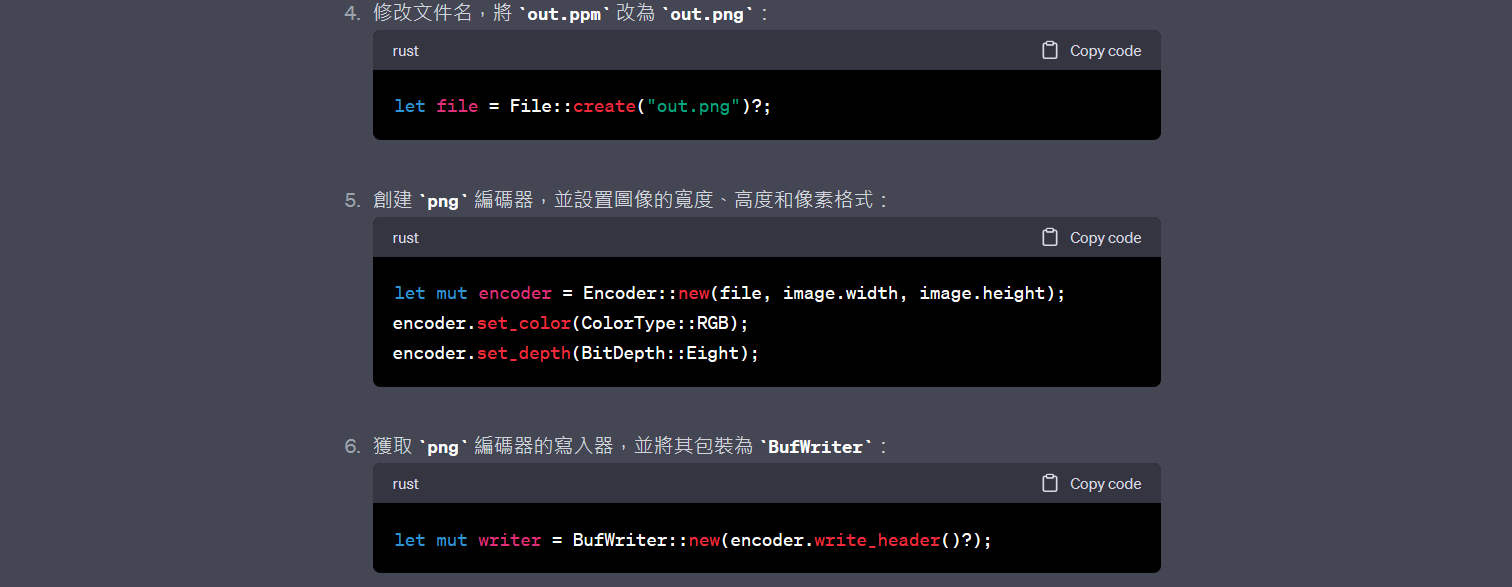 4. 修改文件名，將 `out.ppm` 改為 `out.png`：
rust Copy code
let file = File::create("out.png")?;
5. 創建 `png` 編碼器，並設置圖像的寬度、高度和像素格式：
rust Copy code
let mut encoder = Encoder::new(file, image.width, image.height);
encoder.set_color(ColorType::RGB);
encoder.set_depth(BitDepth::Eight);
6. 獲取 `png` 編碼器的寫入器，並將其包裝為 `BufWriter`：
rust Copy code
let mut writer = BufWriter::new(encoder.write_header()?);